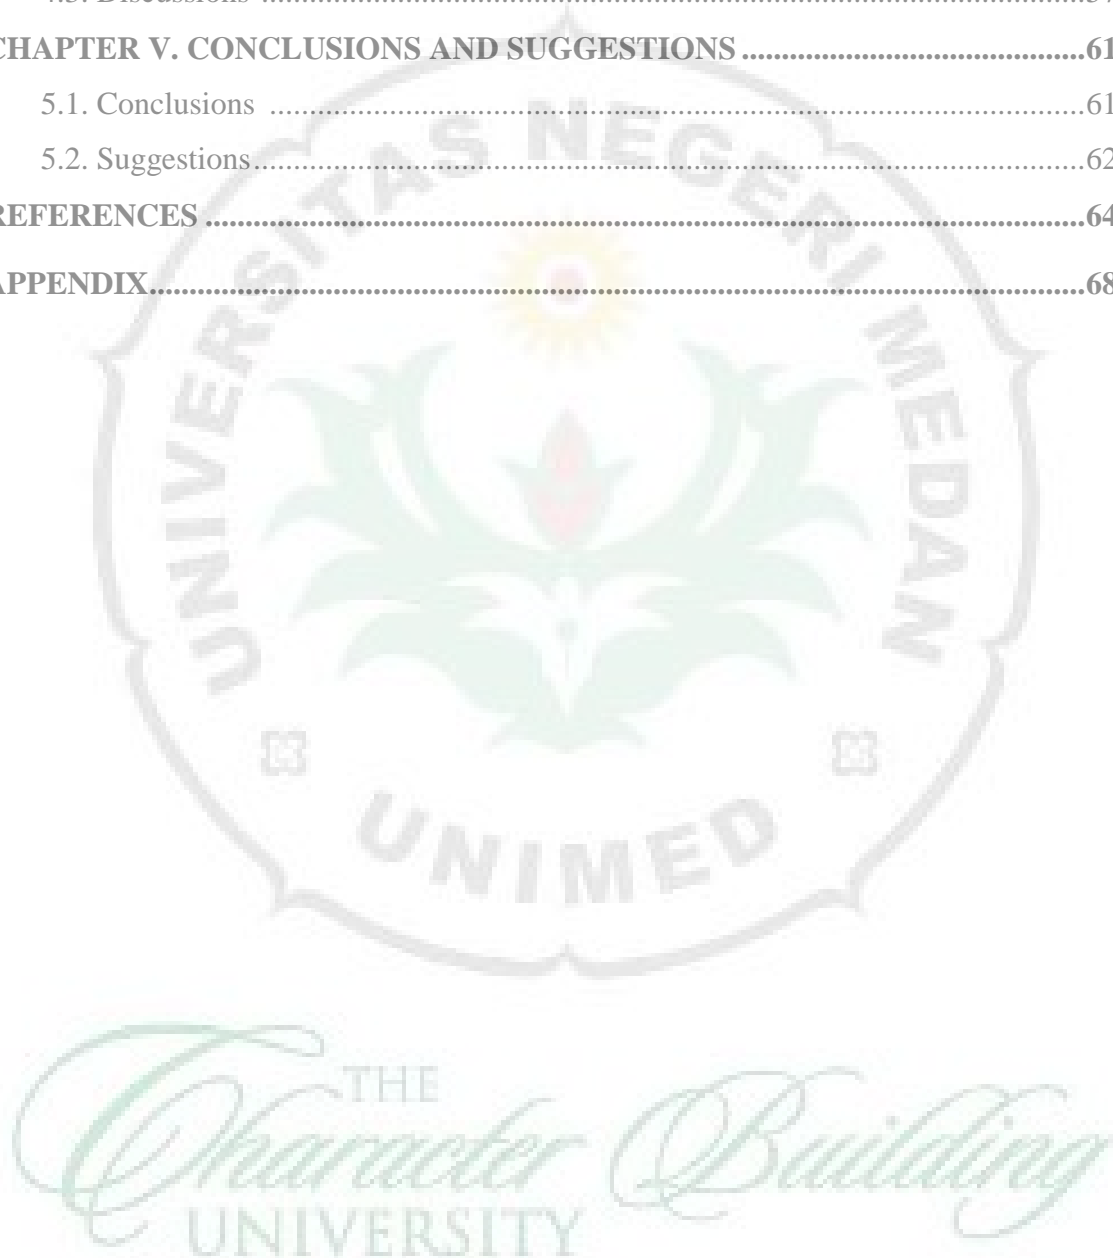 CHAPTER V. CONCLUSIONS AND SUGGESTIONS ............................................61
5.1. Conclusions ........................................................................................................61
5.2. Suggestions..........................................................................................................62
REFERENCES ................................................................................................................64
APPENDIX.......................................................................................................................68
UNIVERSITAS NEGERI MEDAN
UNIMED
THE
Character Building
UNIVERSITY